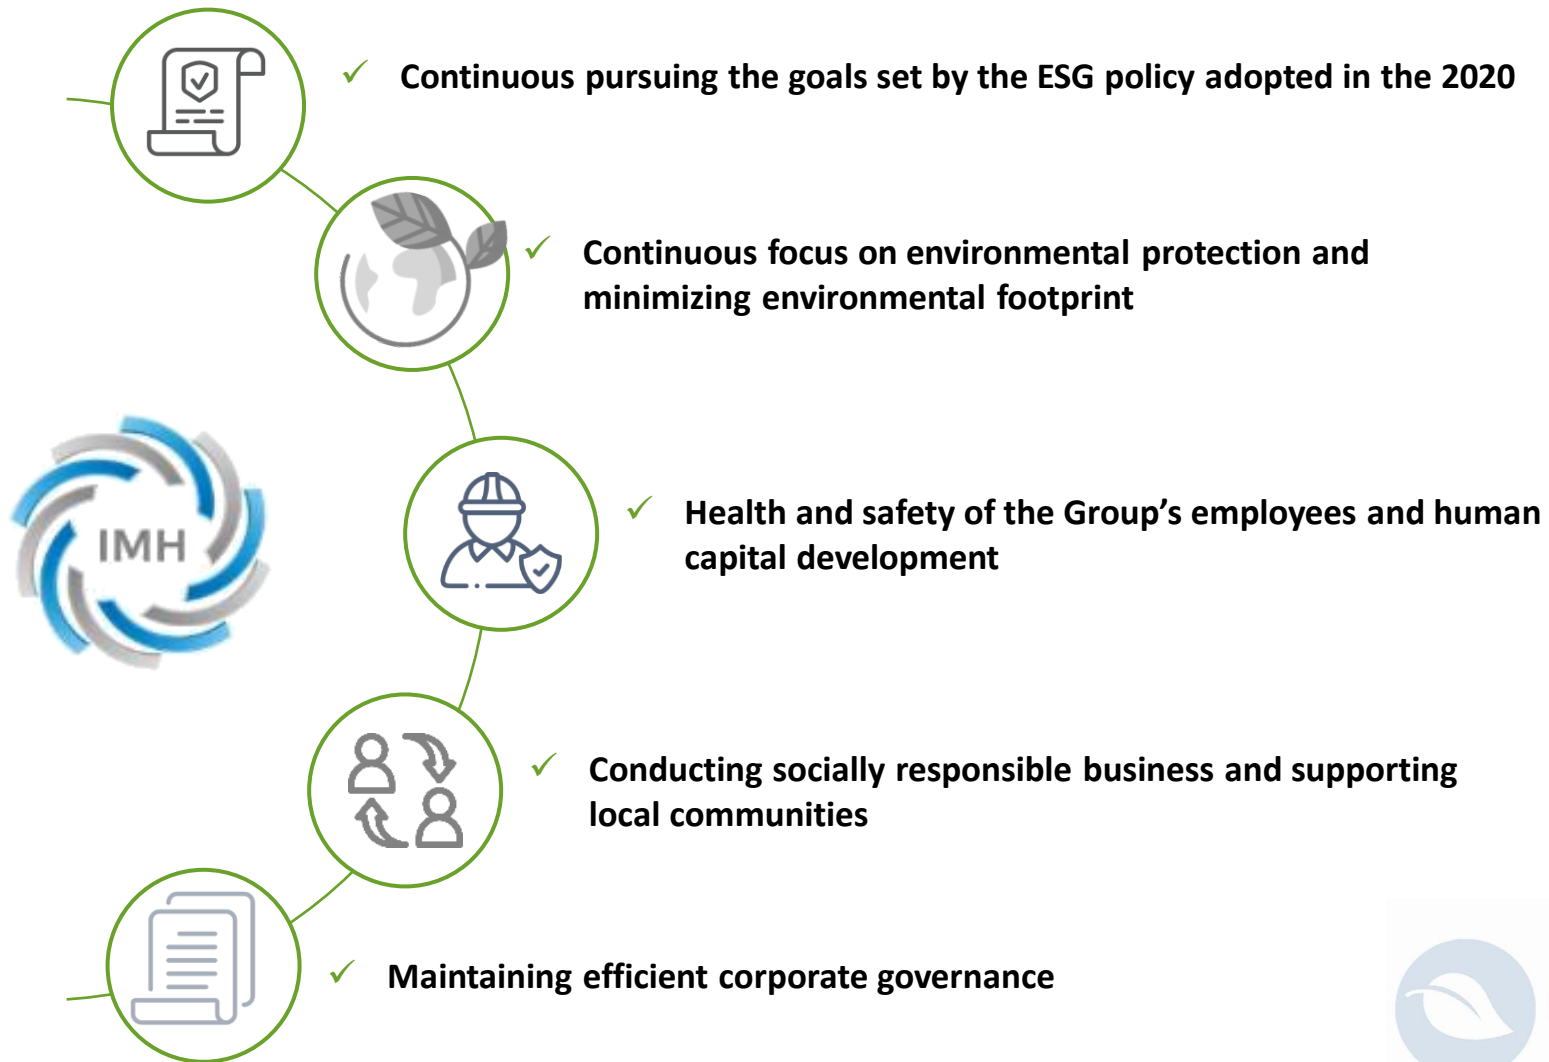 Continuous pursuing the goals set by the ESG policy adopted in the 2020
Continuous focus on environmental protection and
minimizing environmental footprint
IMH
Health and safety of the Group’s employees and human
capital development
Conducting socially responsible business and supporting
local communities
Maintaining efficient corporate governance